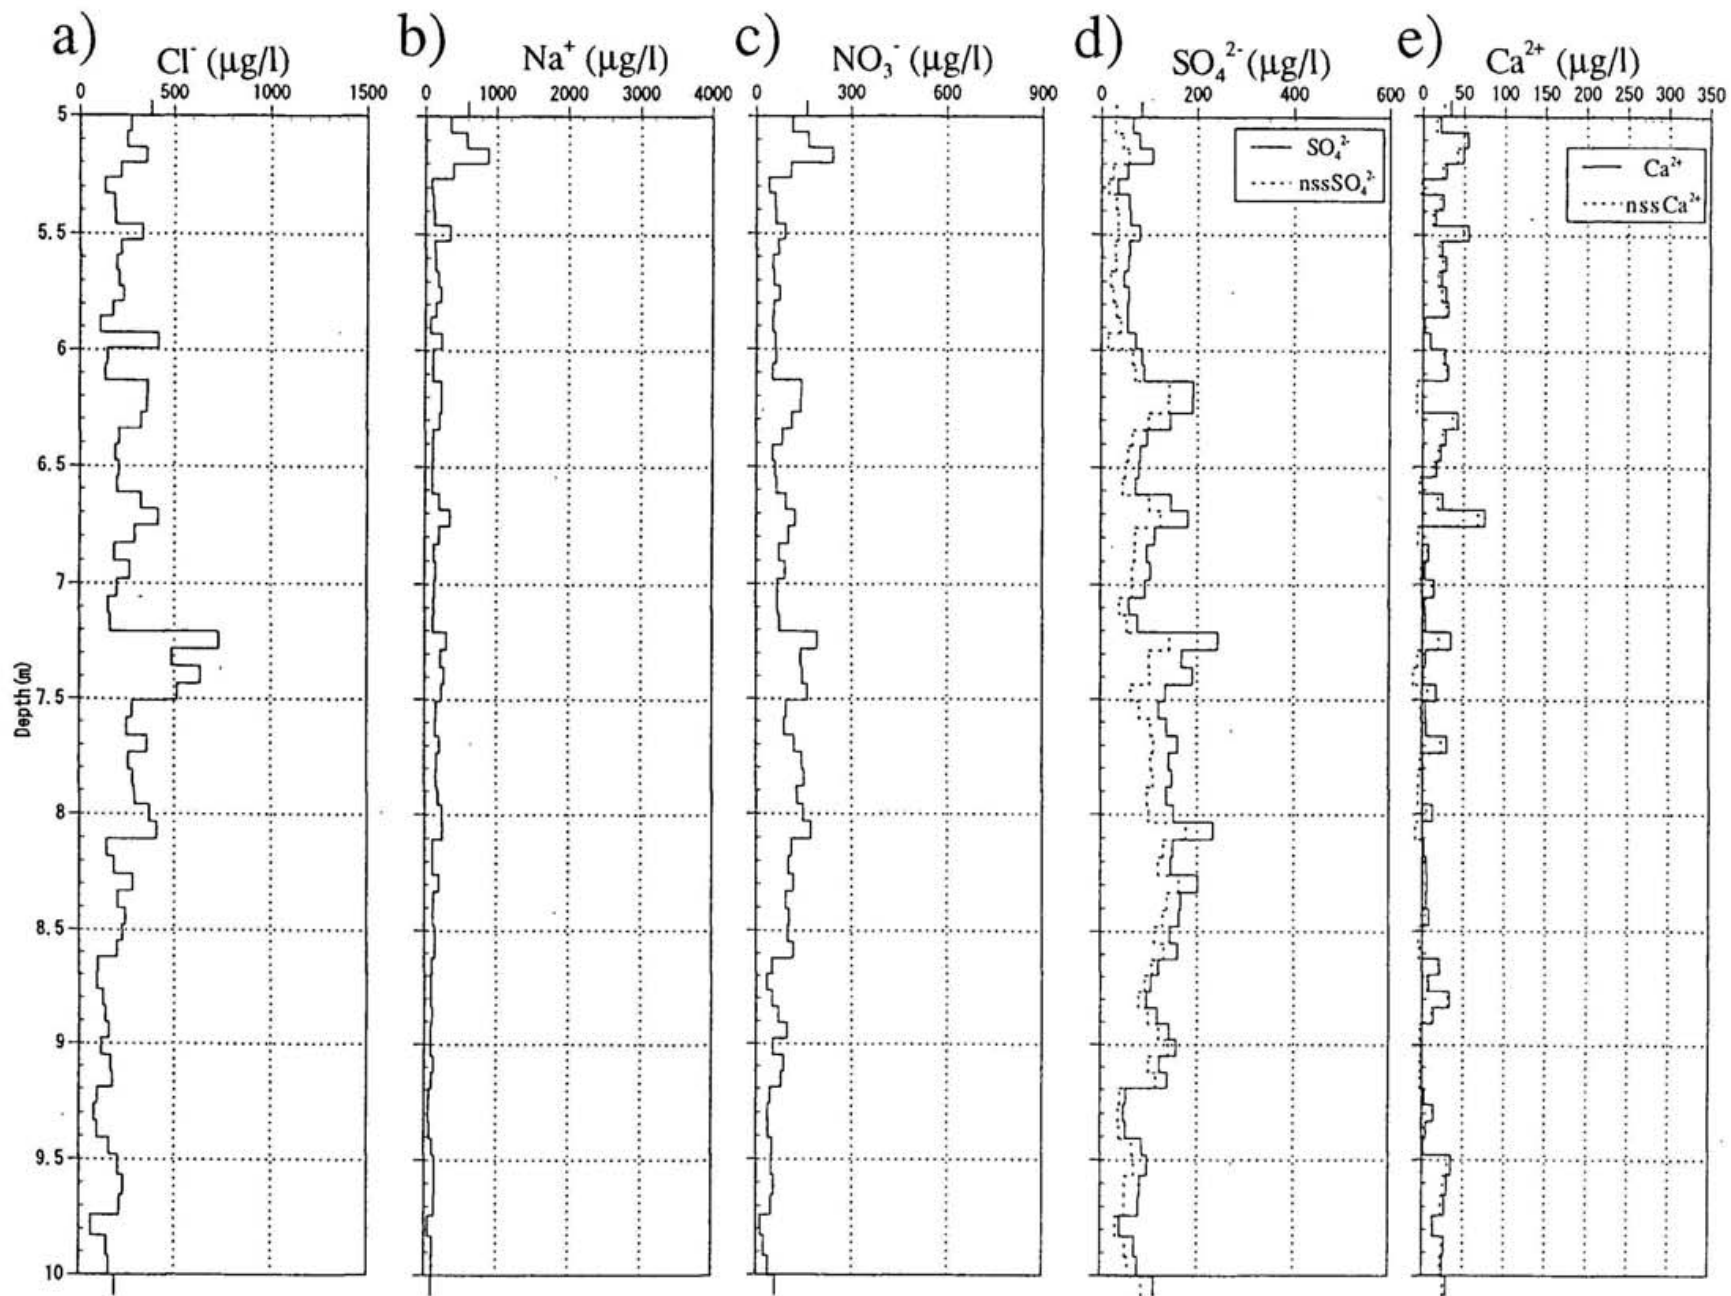 a) Cl⁻ (μg/l)
0 500 1000 1500
b) Na⁺ (μg/l)
0 1000 2000 3000 4000
c) NO₃⁻ (μg/l)
0 300 600 900
d) SO₄²⁻ (μg/l)
0 200 400 600
e) Ca²⁺ (μg/l)
0 50 100 150 200 250 300 350
SO₄²⁻
nssSO₄²⁻
Ca²⁺
nssCa²⁺
Depth(m)
5
5.5
6
6.5
7
7.5
8
8.5
9
9.5
10